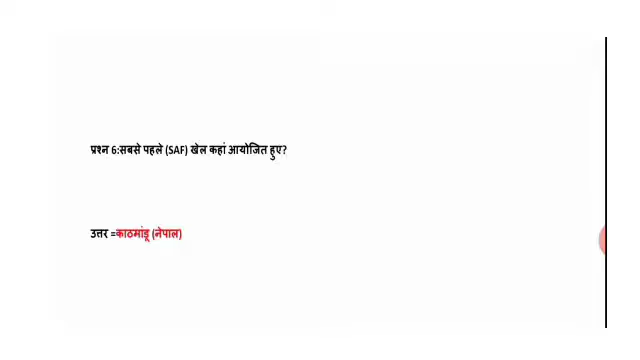 प्रश्न 6:सबसे पहले (SAF) खेल कहां आयोजित हुए?
उत्तर =काठमांडू (नेपाल)